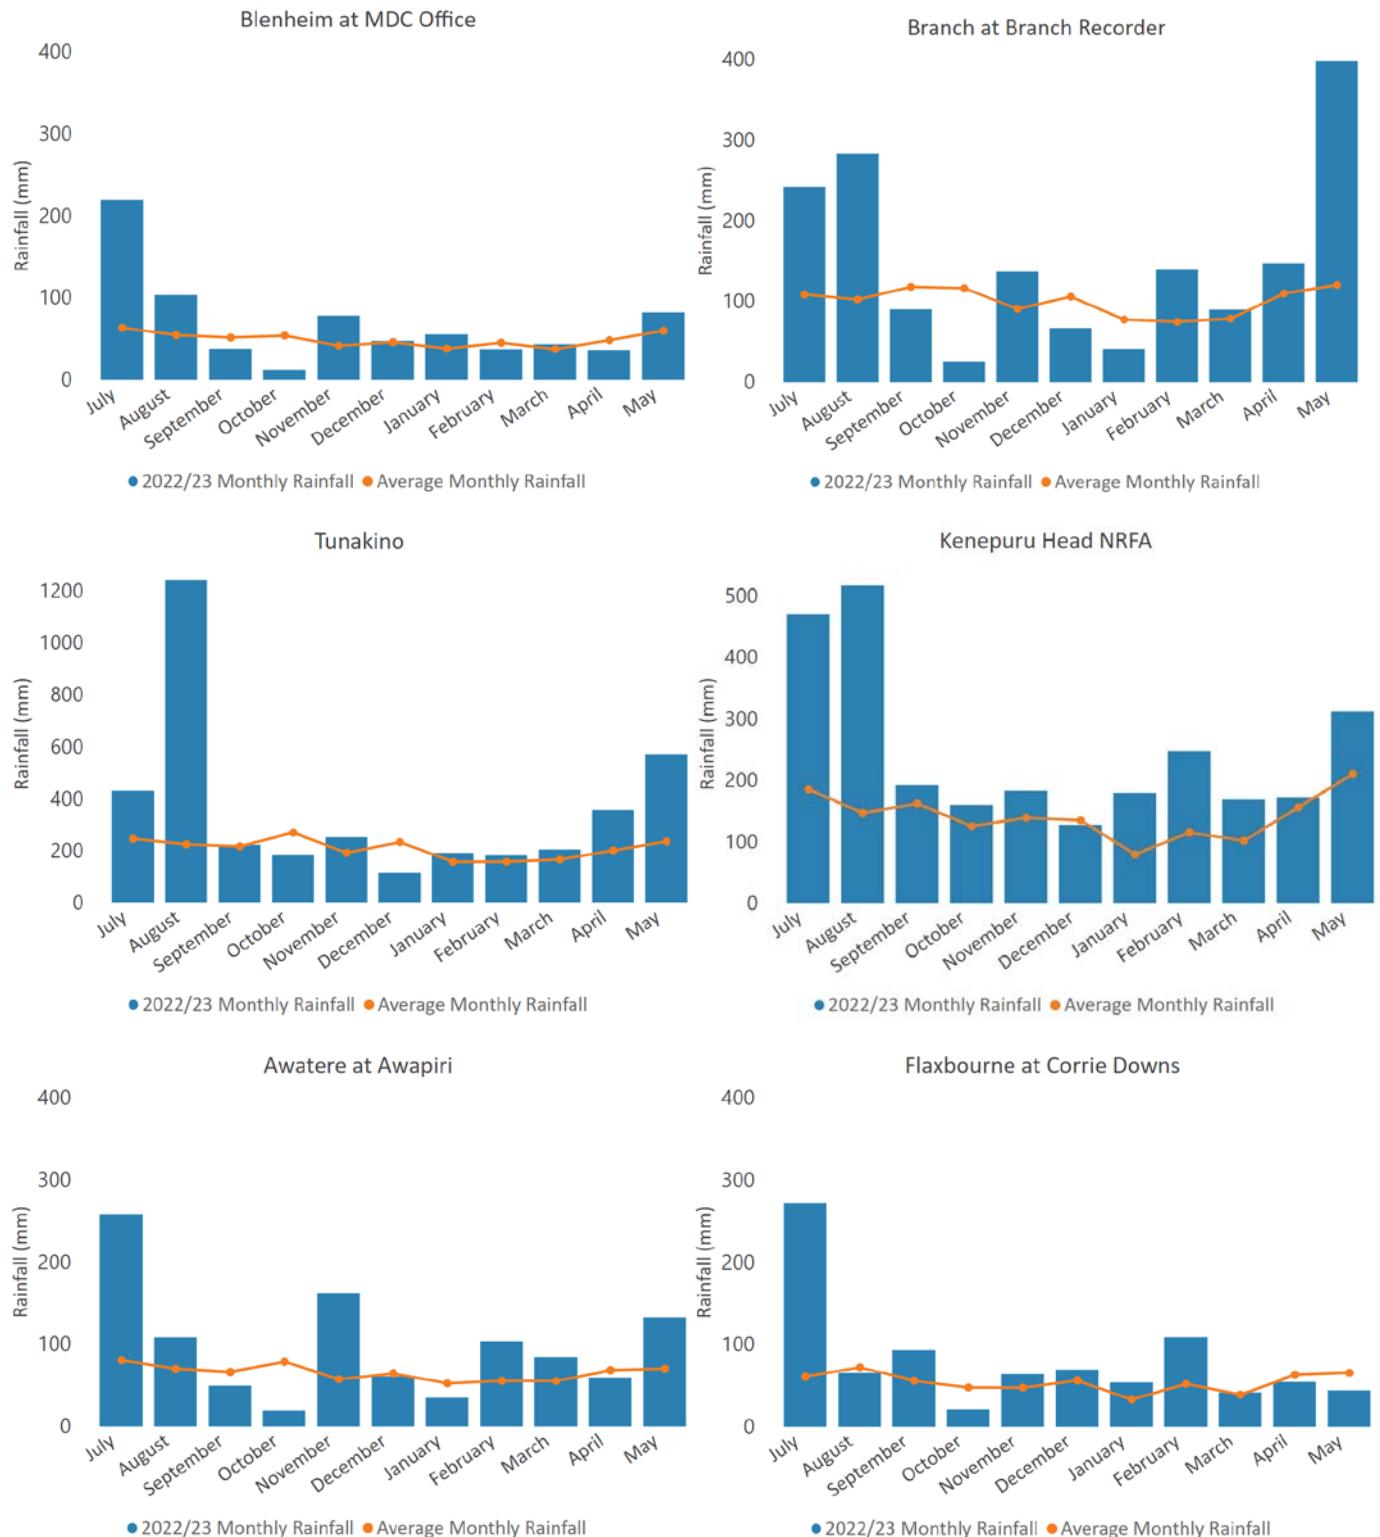 Blenheim at MDC Office
400
300
200
100
0
Rainfall (mm)
July
August
September
October
November
December
January
February
March
April
May
2022/23 Monthly Rainfall Average Monthly Rainfall
Branch at Branch Recorder
400
300
200
100
0
Rainfall (mm)
July
August
September
October
November
December
January
February
March
April
May
2022/23 Monthly Rainfall Average Monthly Rainfall
Tunakino
1200
1000
800
600
400
200
0
Rainfall (mm)
July
August
September
October
November
December
January
February
March
April
May
2022/23 Monthly Rainfall Average Monthly Rainfall
Kenepuru Head NRFA
500
400
300
200
100
0
Rainfall (mm)
July
August
September
October
November
December
January
February
March
April
May
2022/23 Monthly Rainfall Average Monthly Rainfall
Awatere at Awapiri
400
300
200
100
0
Rainfall (mm)
July
August
September
October
November
December
January
February
March
April
May
2022/23 Monthly Rainfall Average Monthly Rainfall
Flaxbourne at Corrie Downs
400
300
200
100
0
Rainfall (mm)
July
August
September
October
November
December
January
February
March
April
May
2022/23 Monthly Rainfall Average Monthly Rainfall